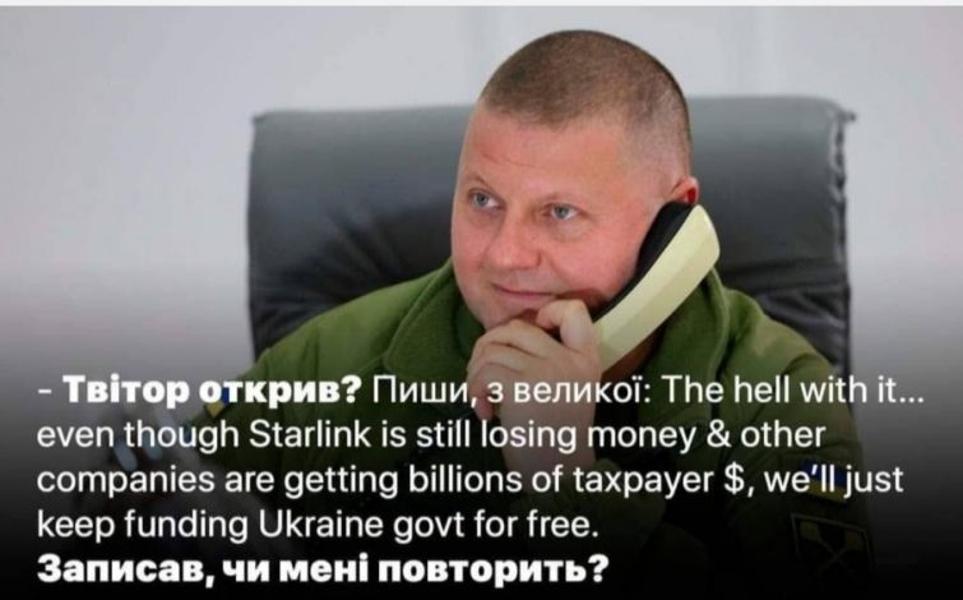 - Твітор открив? Пиши, з великої: The hell with it...
even though Starlink is still losing money & other
companies are getting billions of taxpayer $, we'll just
keep funding Ukraine govt for free.
Записав, чи мені повторить?